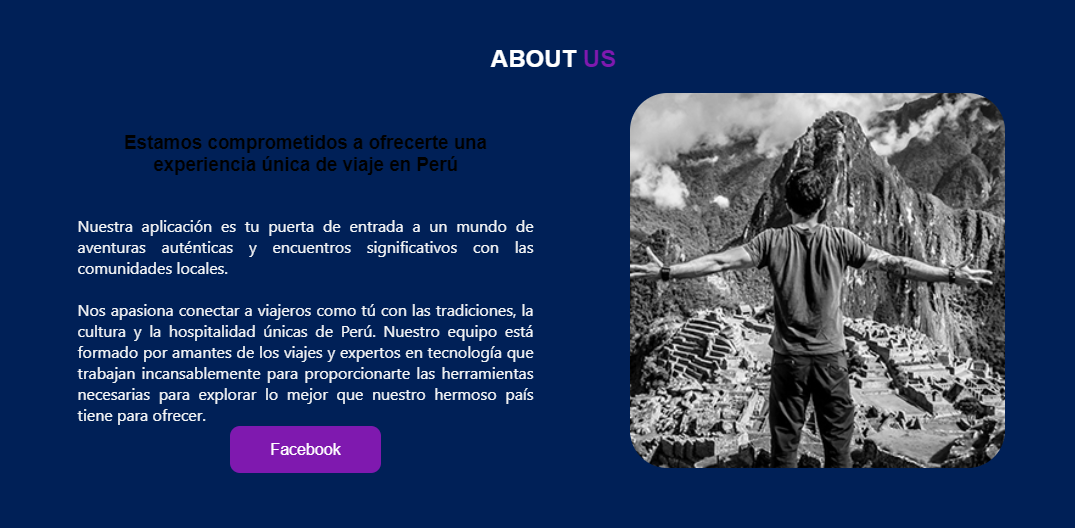 ABOUT US
Estamos comprometidos a ofrecerte una
experiencia única de viaje en Perú
Nuestra aplicación es tu puerta de entrada a un mundo de
aventuras auténticas y encuentros significativos con las
comunidades locales.
Nos apasiona conectar a viajeros como tú con las tradiciones, la
cultura y la hospitalidad únicas de Perú. Nuestro equipo está
formado por amantes de los viajes y expertos en tecnología que
trabajan incansablemente para proporcionarte las herramientas
necesarias para explorar lo mejor que nuestro hermoso país
tiene para ofrecer.
Facebook